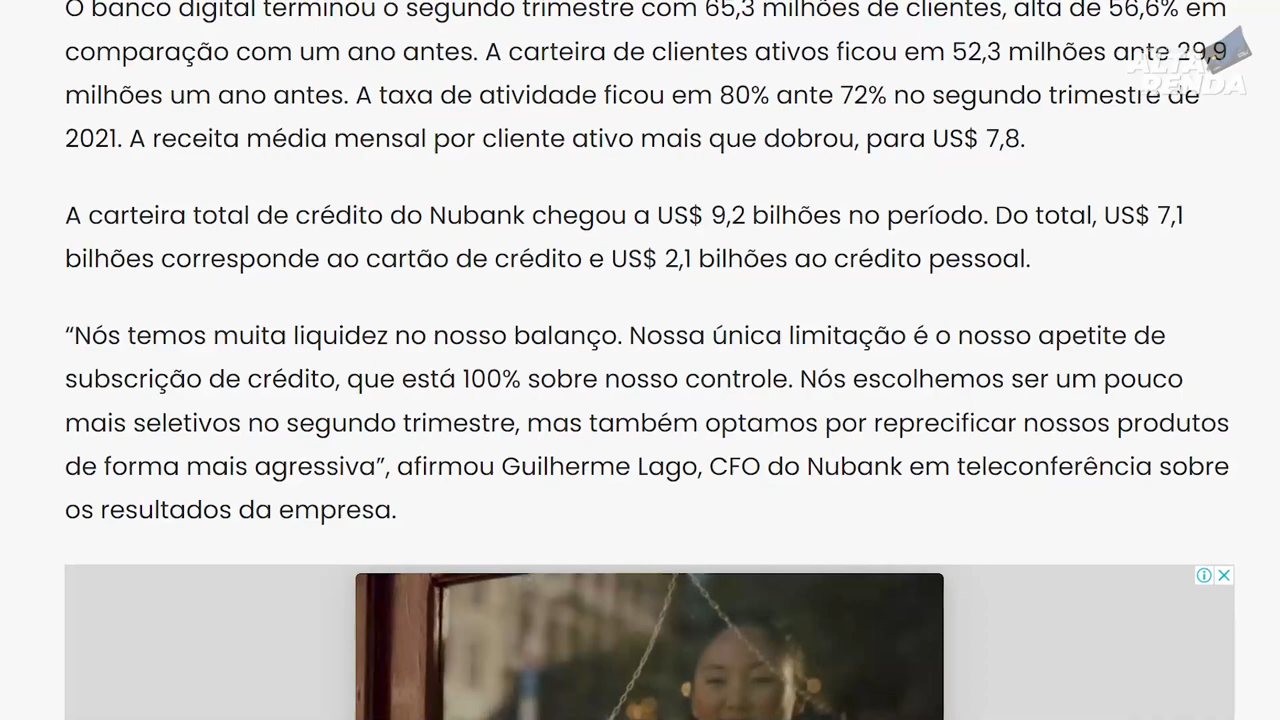 O banco digital terminou o segundo trimestre com 65,3 milhões de clientes, alta de 56,6% em
comparação com um ano antes. A carteira de clientes ativos ficou em 52,3 milhões ante 29,9
milhões um ano antes. A taxa de atividade ficou em 80% ante 72% no segundo trimestre de
2021. A receita média mensal por cliente ativo mais que dobrou, para US$ 7,8.
ALTA
RENDA
A carteira total de crédito do Nubank chegou a US$ 9,2 bilhões no período. Do total, US$ 7,1
bilhões corresponde ao cartão de crédito e US$ 2,1 bilhões ao crédito pessoal.
“Nós temos muita liquidez no nosso balanço. Nossa única limitação é o nosso apetite de
subscrição de crédito, que está 100% sobre nosso controle. Nós escolhemos ser um pouco
mais seletivos no segundo trimestre, mas também optamos por reprecificar nossos produtos
de forma mais agressiva”, afirmou Guilherme Lago, CFO do Nubank em teleconferência sobre
os resultados da empresa.